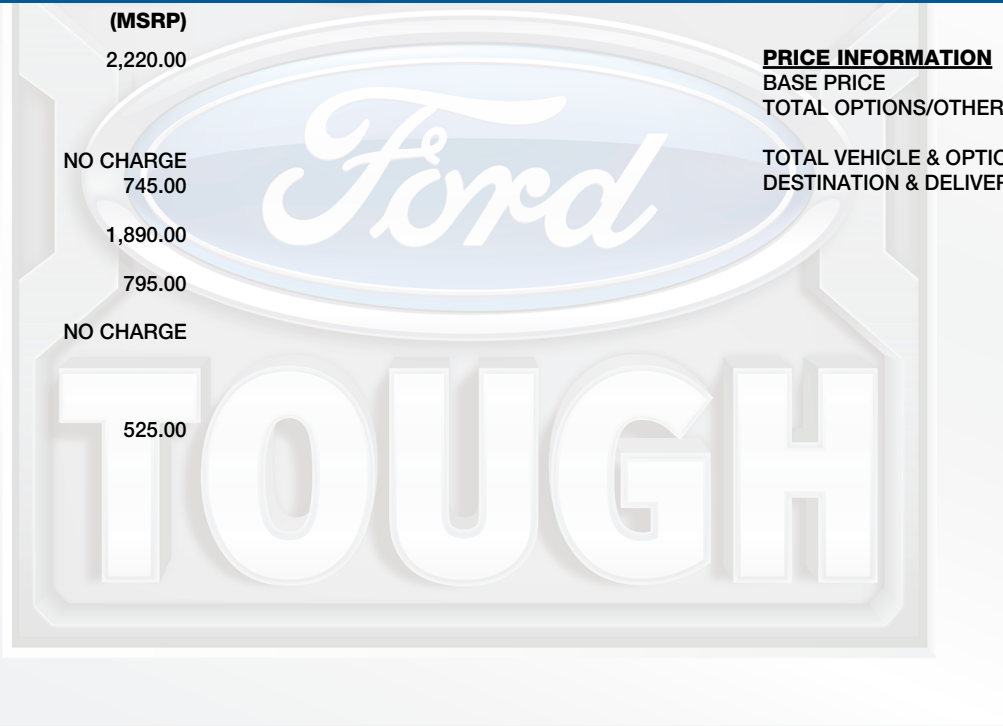 (MSRP)
2,220.00
NO CHARGE
745.00
1,890.00
795.00
NO CHARGE
525.00
PRICE INFORMATION
BASE PRICE
TOTAL OPTIONS/OTHER
TOTAL VEHICLE & OPTIO
DESTINATION & DELIVER
Ford
TOUGH